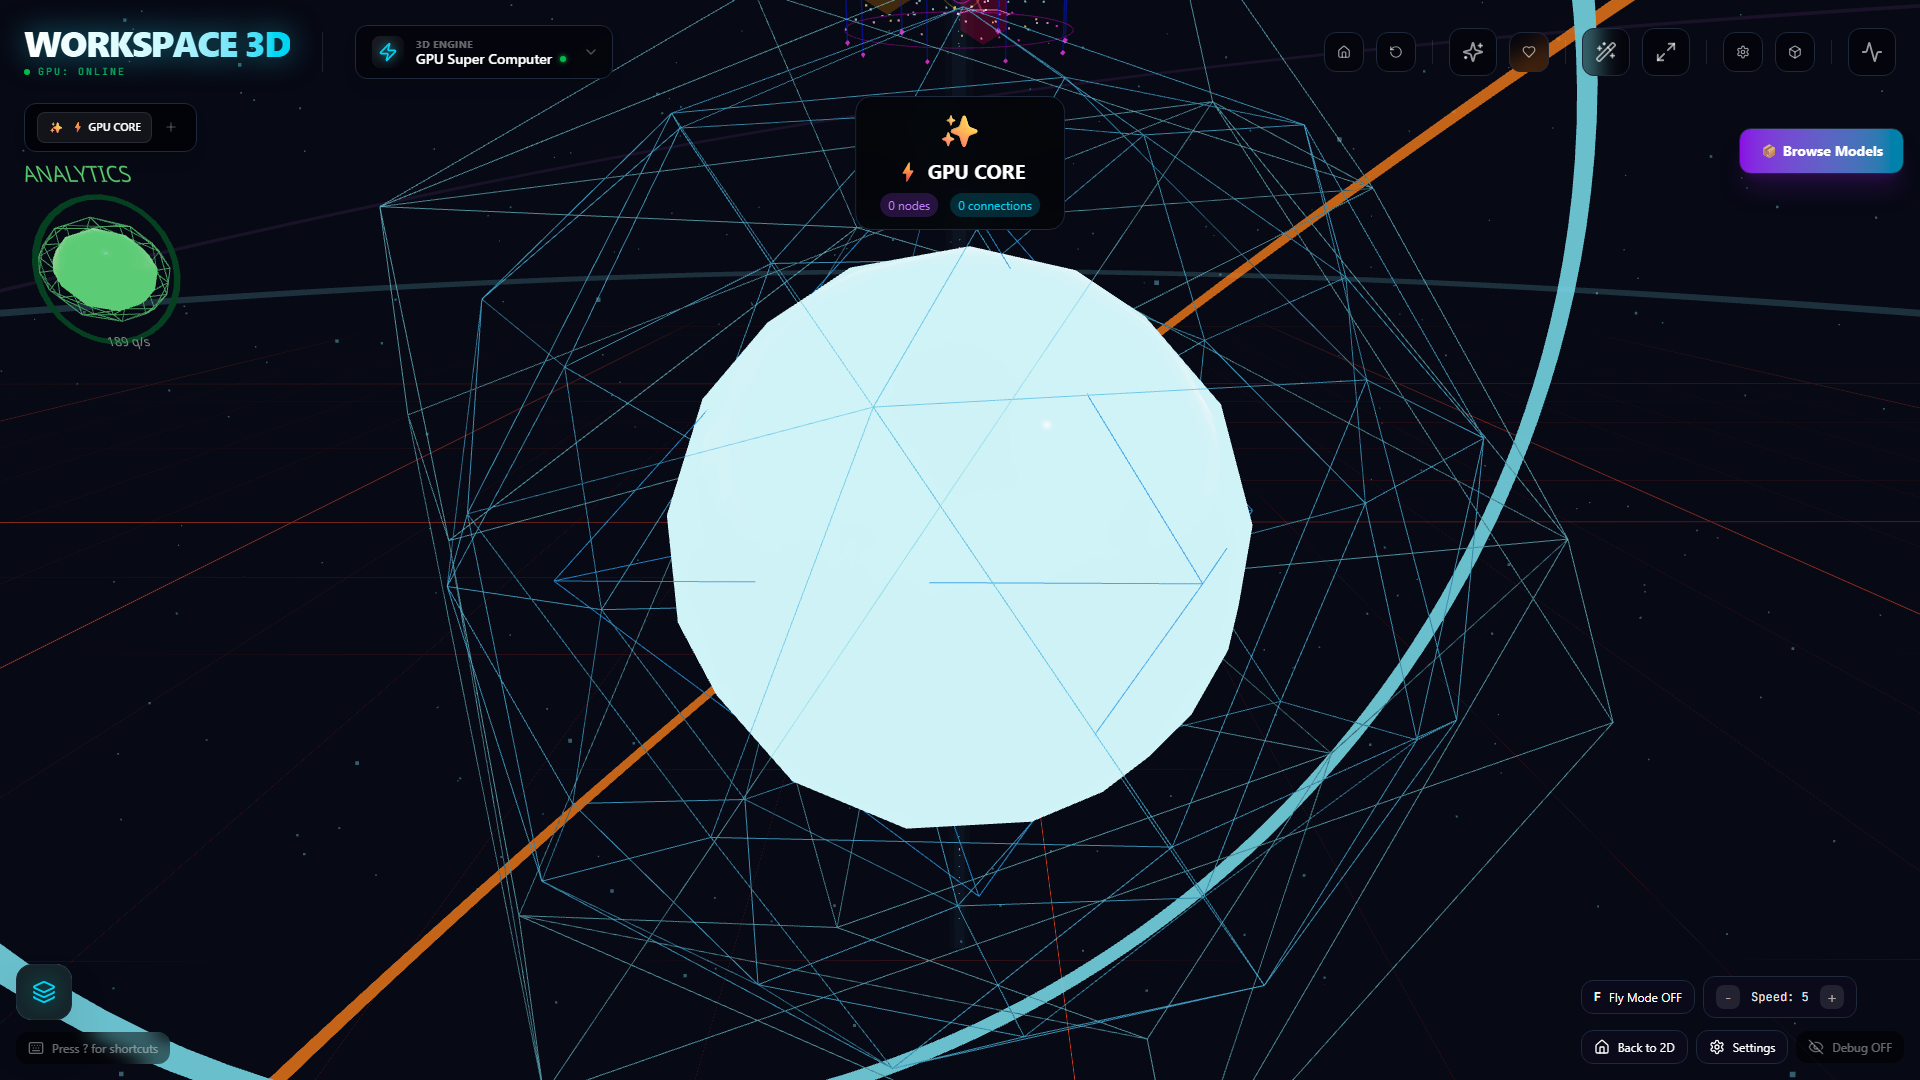 WORKSPACE 3D
GPU: ONLINE
3D ENGINE
GPU Super Computer
GPU CORE
+
ANALYTICS
189 q/s
GPU CORE
0 nodes
0 connections
Browse Models
F Fly Mode OFF
- Speed: 5 +
Back to 2D
Settings
Debug OFF
Press ? for shortcuts